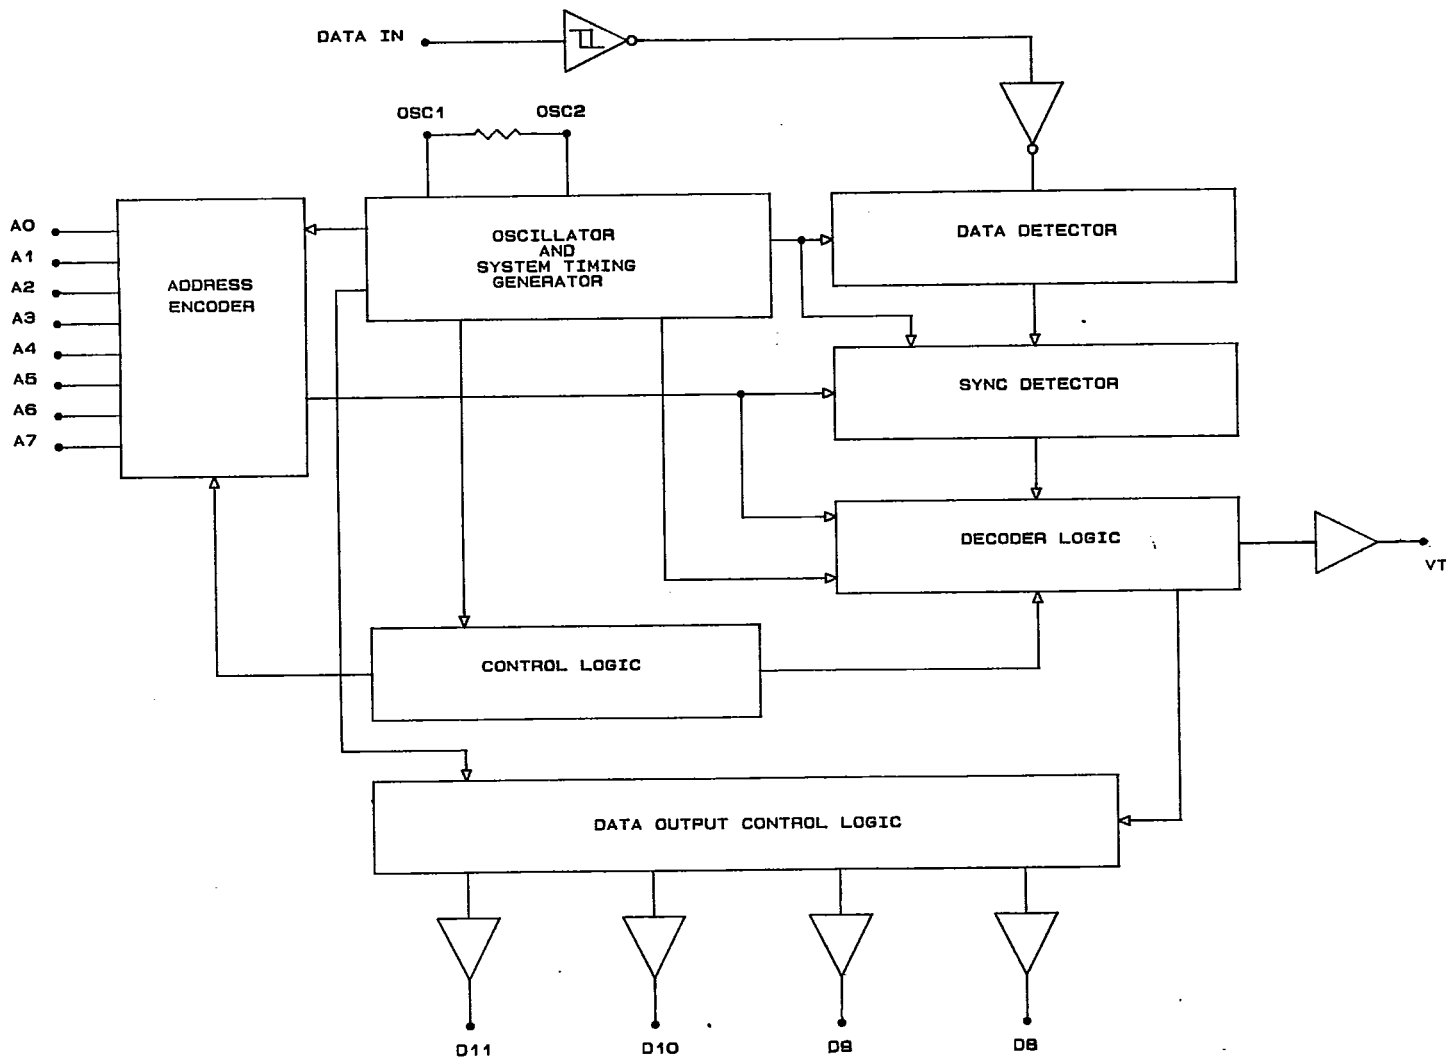 DATA IN
OSC1
OSC2
A0
A1
A2
A3
A4
A5
A6
A7
ADDRESS
ENCODER
OSCILLATOR
AND
SYSTEM TIMING
GENERATOR
DATA DETECTOR
SYNC DETECTOR
DECODER LOGIC
VT
CONTROL LOGIC
DATA OUTPUT CONTROL LOGIC
D11
D10
D9
D8